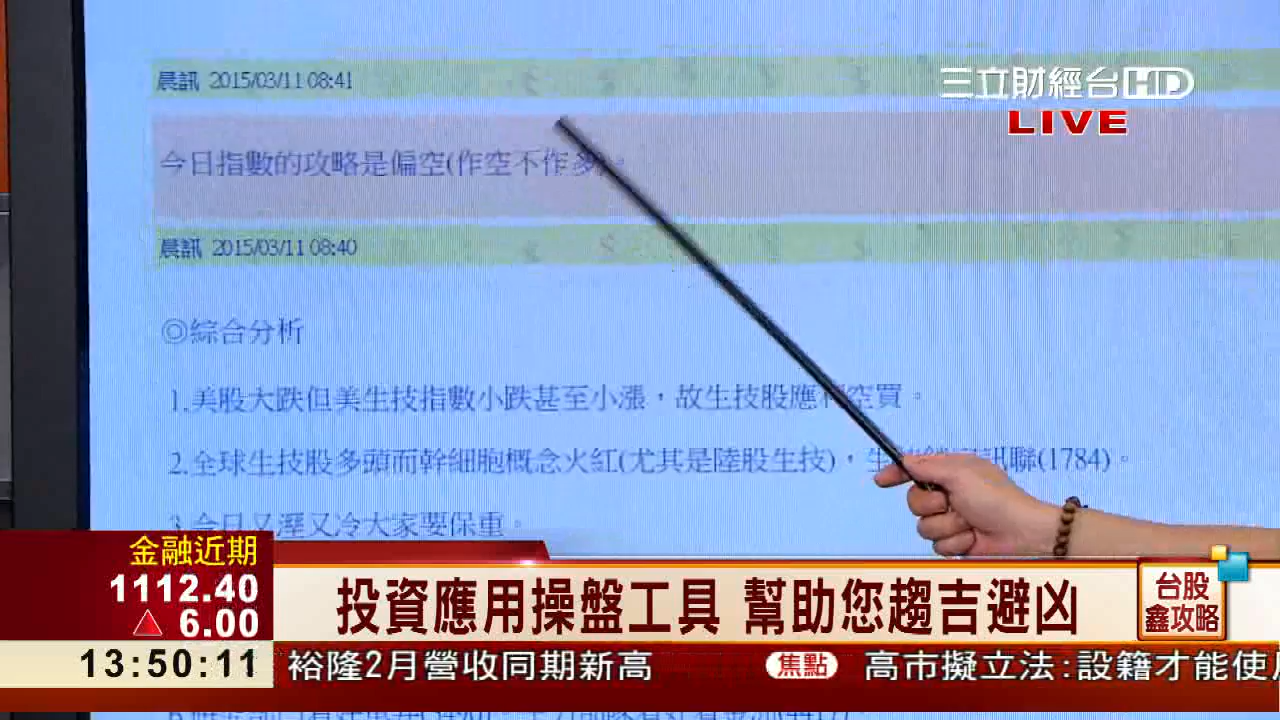 三立財經台HD
LIVE
晨訊 2015/03/11 08:41
今日指數的攻略是偏空(作空不作多)。
晨訊 2015/03/11 08:40
◎綜合分析
1.美股大跌但美生技指數小跌甚至小漲，故生技股應 空買。
2.全球生技股多頭而幹細胞概念火紅(尤其是陸股生技)，生 訊聯(1784)。
3.今日又溼又冷大家要保重。
金融近期
1112.40
▲ 6.00
投資應用操盤工具 幫助您趨吉避凶
台股
鑫攻略
13:50:11
裕隆2月營收同期新高 焦點 高市擬立法:設籍才能使